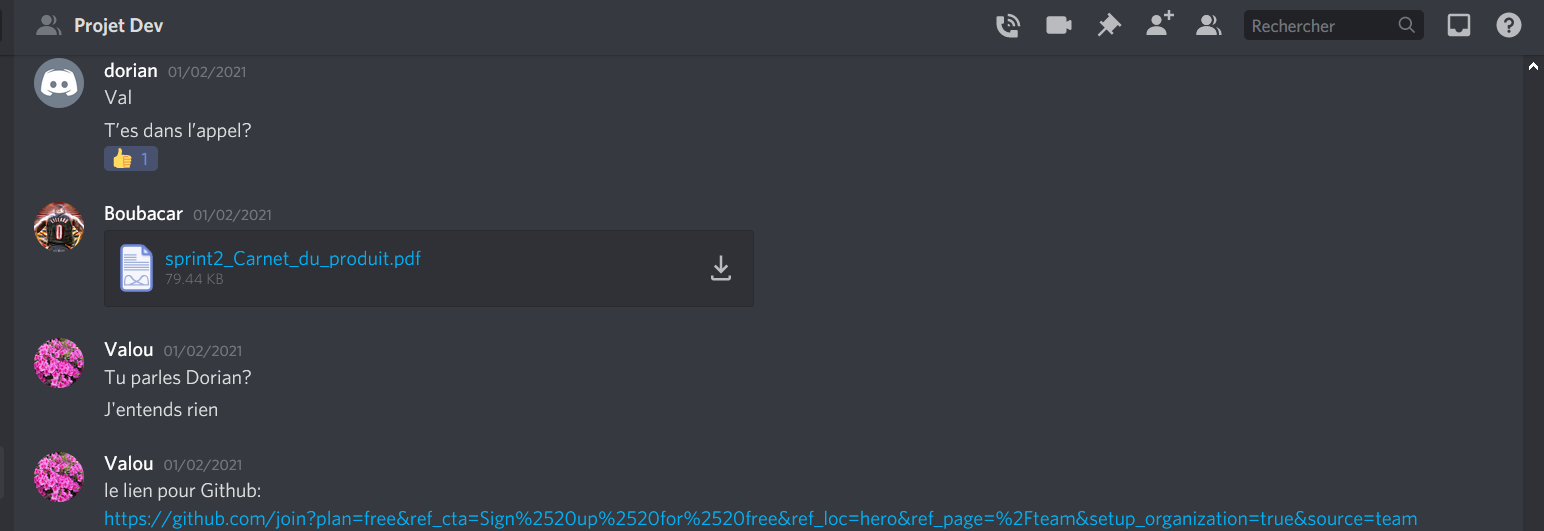 Projet Dev
Rechercher
dorian 01/02/2021
Val
T’es dans l’appel?
👍 1
Boubacar 01/02/2021
sprint2_Carnet_du_produit.pdf
79.44 KB
Valou 01/02/2021
Tu parles Dorian?
J'entends rien
Valou 01/02/2021
le lien pour Github:
https://github.com/join?plan=free&ref_cta=Sign%2520up%2520for%2520free&ref_loc=hero&ref_page=%2Fteam&setup_organization=true&source=team